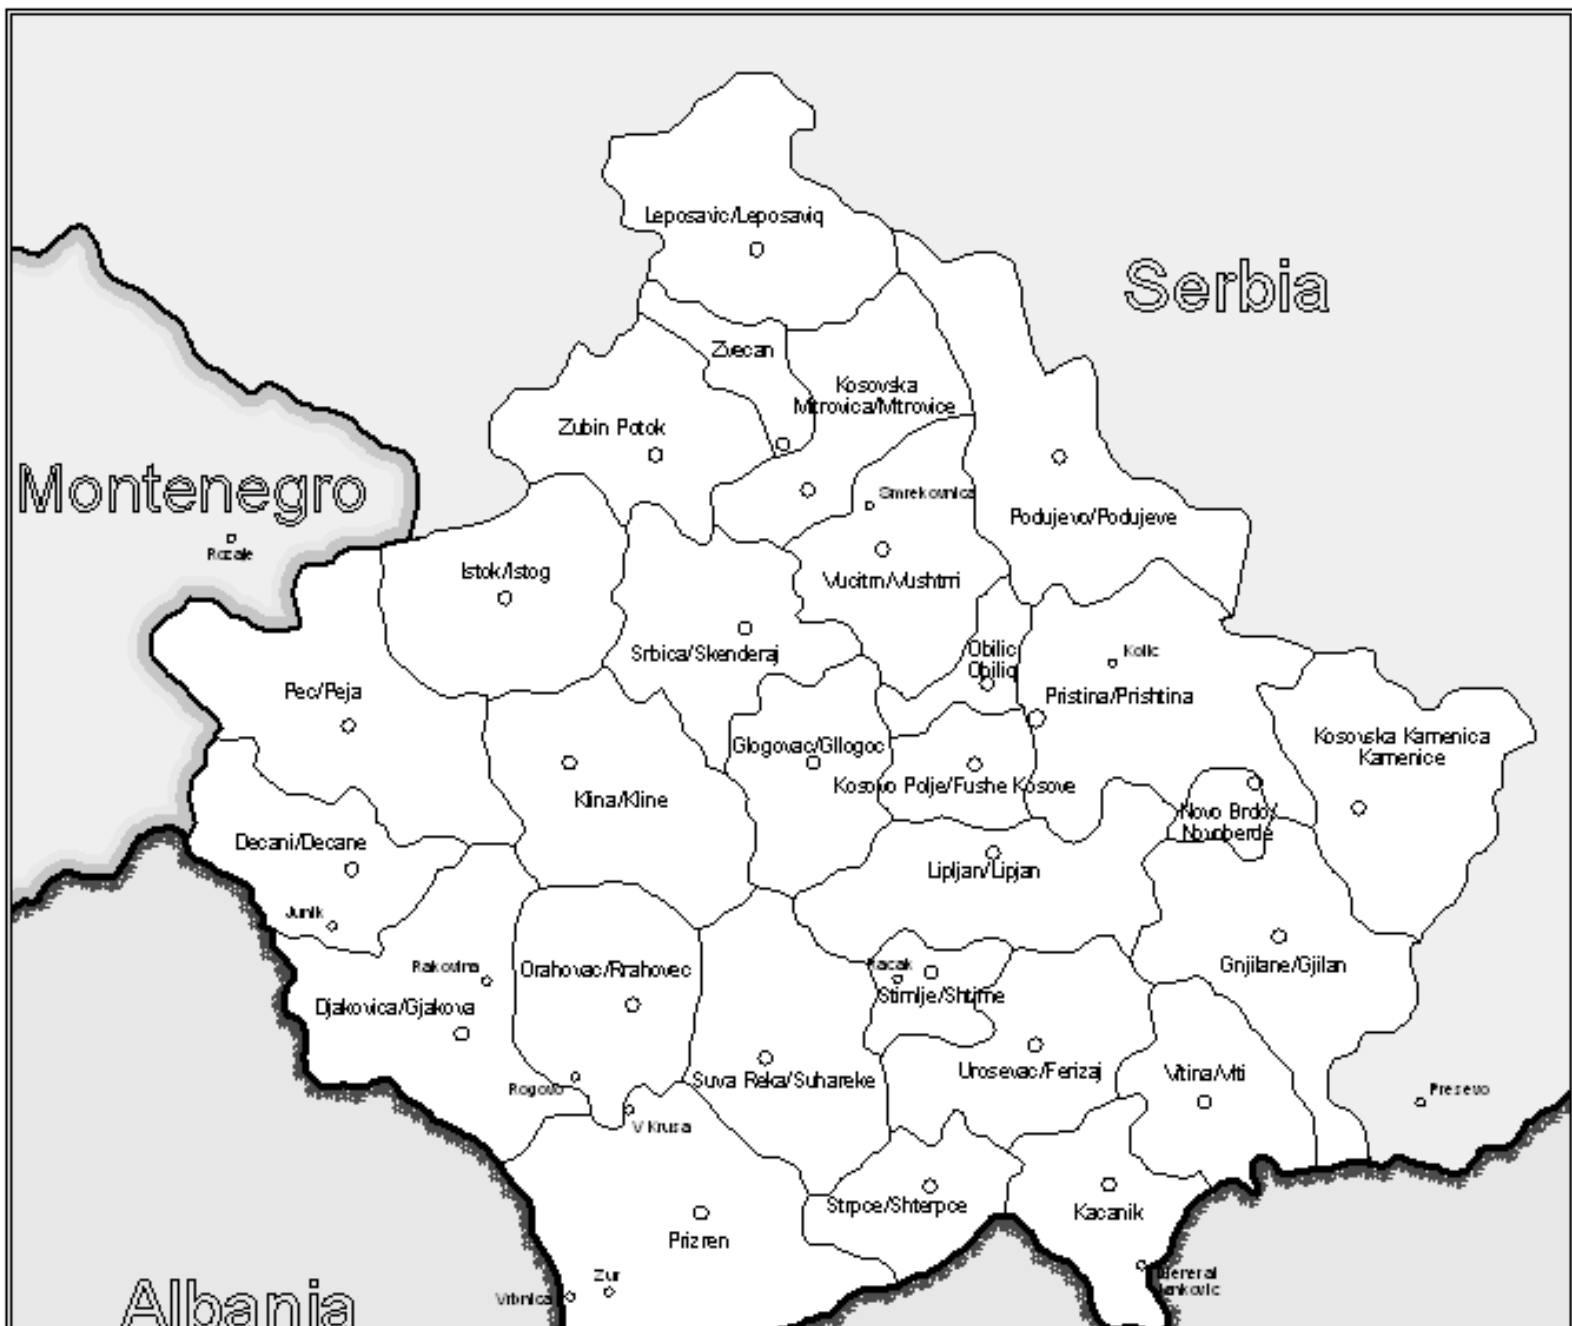 Leposavic/Leposaviq
Serbia
Zvecan
Kosovska
Mitrovica/Mitrovice
Zubin Potok
Montenegro
Smrekovnica
Podujevo/Podujeve
Rozaje
Istok/Istog
Vucitrn/Vushtrri
Srbica/Skenderaj
Obilic
Obiliq
Kolic
Pec/Peja
Pristina/Prishtina
Glogovac/Gllogoc
Kosovska Kamenica
Kamenice
Kosovo Polje/Fushe Kosove
Klina/Kline
Novo Brdo/
Novoberde
Decani/Decane
Lipljan/Lipjan
Junik
Rakovina
Orahovac/Rrahovec
Racak
Gnjilane/Gjilan
Stimlje/Shtime
Djakovica/Gjakova
Urosevac/Ferizaj
Vitina/Viti
Suva Reka/Suhareke
Rogovo
Presevo
V Krusa
Strpce/Shterpce
Kacanik
Prizren
Zur
Vrbnica
General
Jankovic
Albania